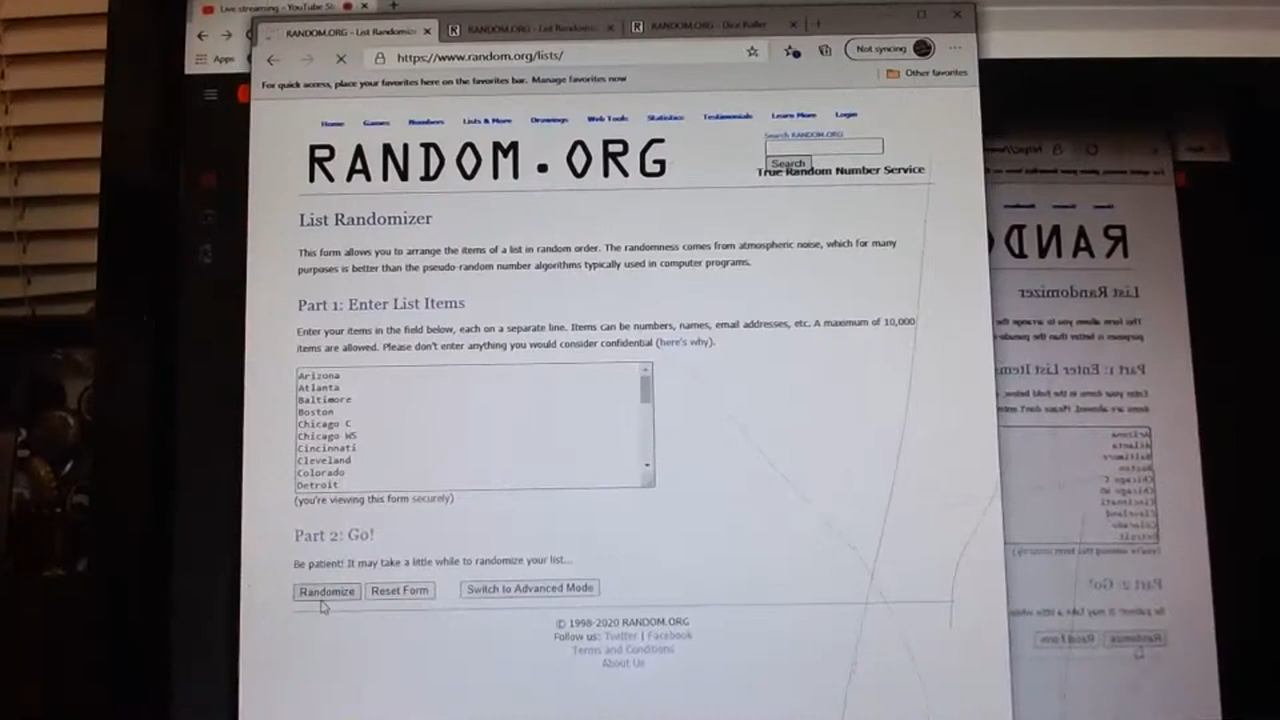 Live streaming - YouTube St
RANDOM.ORG - List Randomize
RANDOM.ORG - List Randomize
RANDOM.ORG - Dice Roller
https://www.random.org/lists/
Not syncing
Apps
For quick access, place your favorites here on the favorites bar. Manage favorites now
Other favorites
Home Games Numbers Lists & More Drawings Web Tools Statistics Testimonials Learn More Login
Search RANDOM.ORG
RANDOM.ORG
Search
True Random Number Service
List Randomizer
This form allows you to arrange the items of a list in random order. The randomness comes from atmospheric noise, which for many
purposes is better than the pseudo-random number algorithms typically used in computer programs.
Part 1: Enter List Items
Enter your items in the field below, each on a separate line. Items can be numbers, names, email addresses, etc. A maximum of 10,000
items are allowed. Please don't enter anything you would consider confidential (here's why).
Arizona
Atlanta
Baltimore
Boston
Chicago C
Chicago WS
Cincinnati
Cleveland
Colorado
Detroit
(you're viewing this form securely)
Part 2: Go!
Be patient! It may take a little while to randomize your list...
Randomize Reset Form Switch to Advanced Mode
© 1998-2020 RANDOM.ORG
Follow us: Twitter | Facebook
Terms and Conditions
About Us